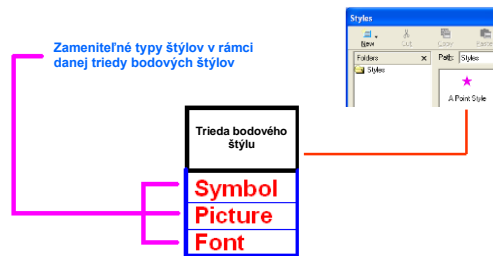 Zameniteľné typy štýlov v rámci
danej triedy bodových štýlov
Styles
New
Cut
Copy
Paste
Folders
x
Path:
Styles
Styles
A Point Style
Trieda bodového
štýlu
Symbol
Picture
Font